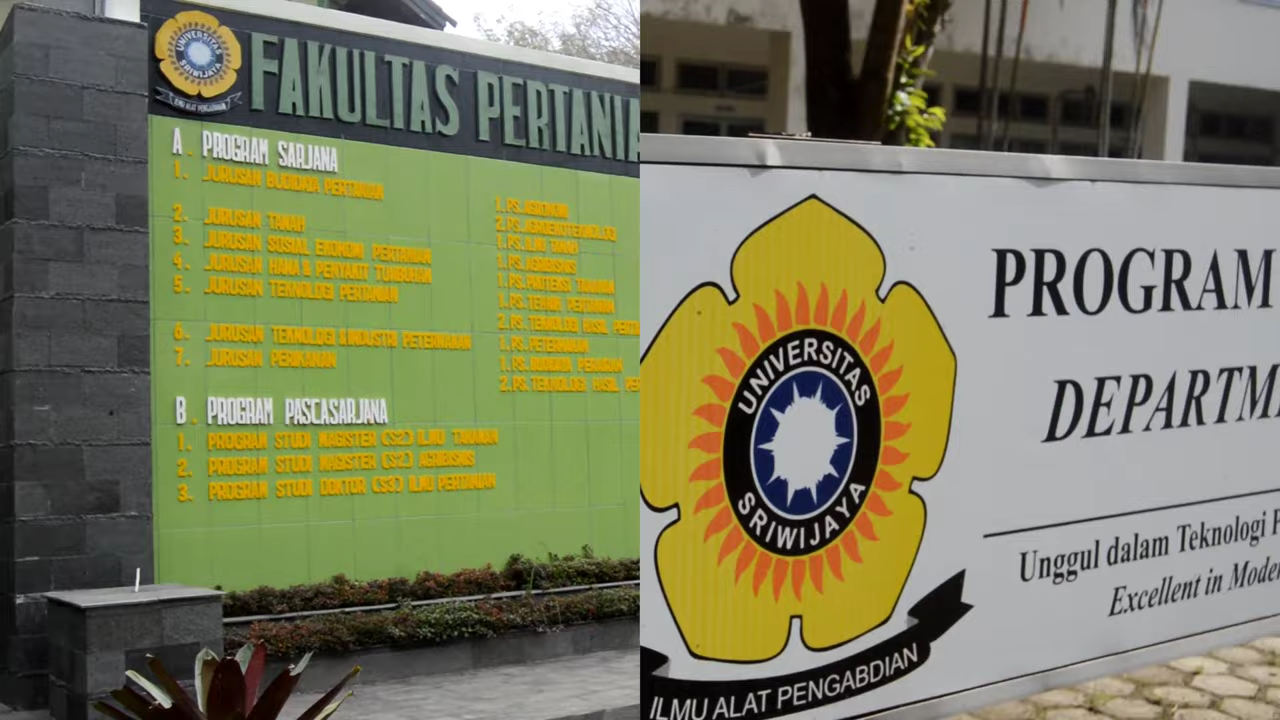 UNIVERSITAS
SRIWIJAYA
ILMU ALAT PENGABDIAN
FAKULTAS PERTANIA
A. PROGRAM SARJANA
1. JURUSAN BUDIDAYA PERTANIAN
2. JURUSAN TANAH
3. JURUSAN SOSIAL EKONOMI PERTANIAN
4. JURUSAN HAMA & PENYAKIT TUMBUHAN
5. JURUSAN TEKNOLOGI PERTANIAN
6. JURUSAN TEKNOLOGI & INDUSTRI PETERNAKAN
7. JURUSAN PERIKANAN
1. PS. AGRONOMI
2. PS. AGROEKOTEKNOLOGI
1. PS. ILMU TANAH
1. PS. AGRIBISNIS
1. PS. PROTEKSI TANAMAN
1. PS. TEKNIK PERTANIAN
2. PS. TEKNOLOGI HASIL PERTA
1. PS. PETERNAKAN
1. PS. BUDIDAYA PERAIRAN
2. PS. TEKNOLOGI HASIL PE
B. PROGRAM PASCASARJANA
1. PROGRAM STUDI MAGISTER (S2) ILMU TANAMAN
2. PROGRAM STUDI MAGISTER (S2) AGRIBISNIS
3. PROGRAM STUDI DOKTOR (S3) ILMU PERTANIAN
UNIVERSITAS
SRIWIJAYA
ILMU ALAT PENGABDIAN
PROGRAM
DEPARTM
Unggul dalam Teknologi
Excellent in Mode